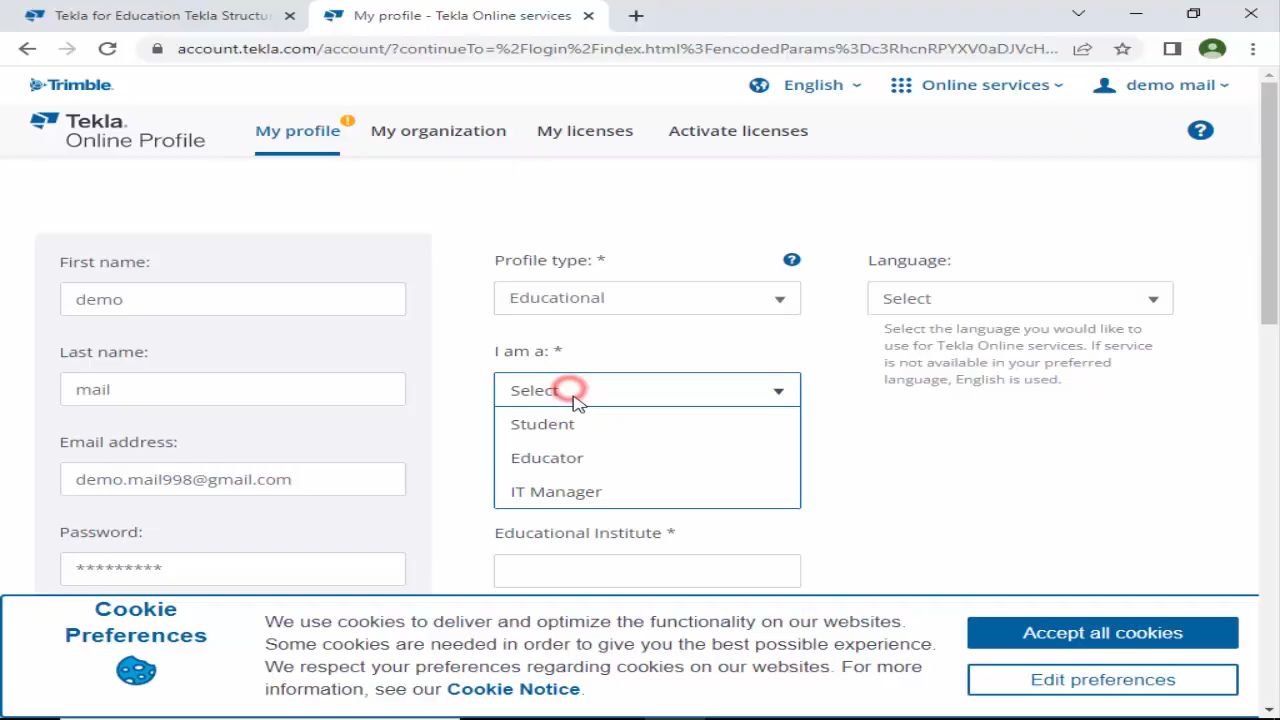 Tekla for Education Tekla Structu
My profile - Tekla Online services
account.tekla.com/account/?continueTo=%2Flogin%2Findex.html%3FencodedParams%3Dc3RhcnRPYXV0aDJVcH...
Trimble.
English
Online services
demo mail
Tekla.
Online Profile
My profile
!
My organization
My licenses
Activate licenses
?
First name:
demo
Last name:
mail
Email address:
demo.mail998@gmail.com
Password:
*********
Profile type: *
?
Educational
I am a: *
Select
Student
Educator
IT Manager
Educational Institute *
Language:
Select
Select the language you would like to
use for Tekla Online services. If service
is not available in your preferred
language, English is used.
Cookie
Preferences
We use cookies to deliver and optimize the functionality on our websites.
Some cookies are needed in order to give you the best possible experience.
We respect your preferences regarding cookies on our websites. For more
information, see our Cookie Notice.
Accept all cookies
Edit preferences